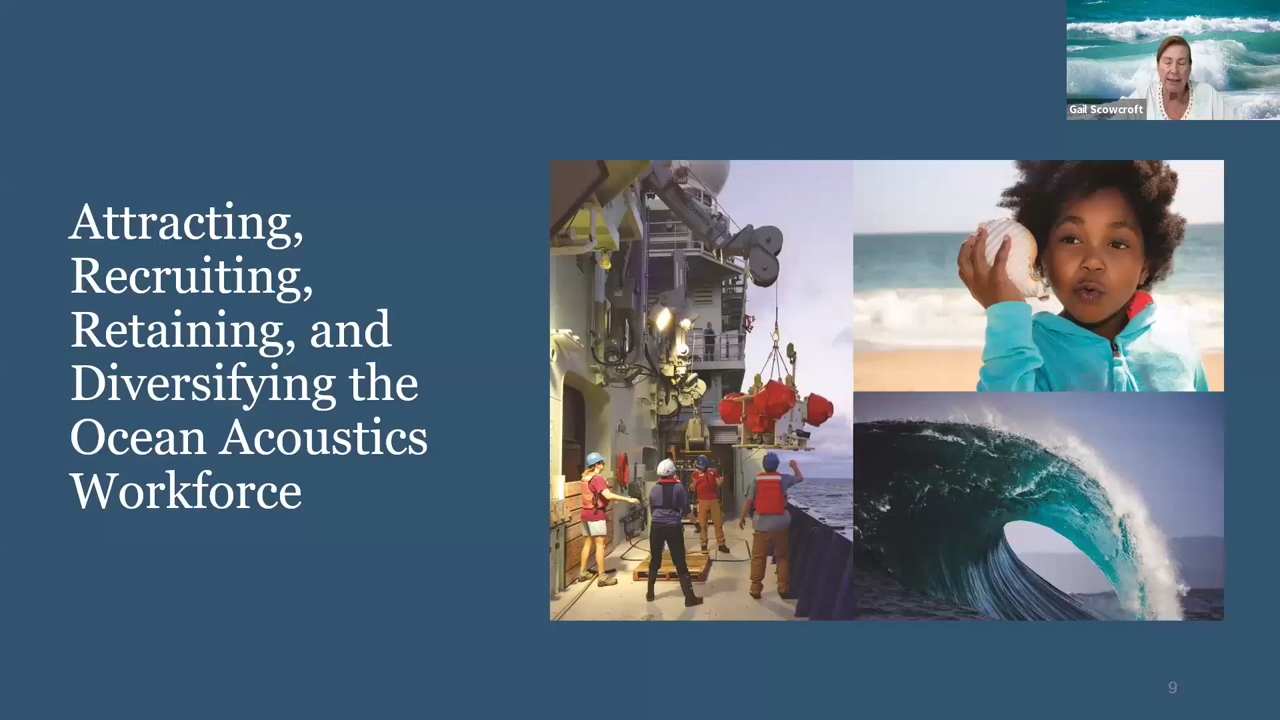 Gail Scowcroft
Attracting,
Recruiting,
Retaining, and
Diversifying the
Ocean Acoustics
Workforce
9